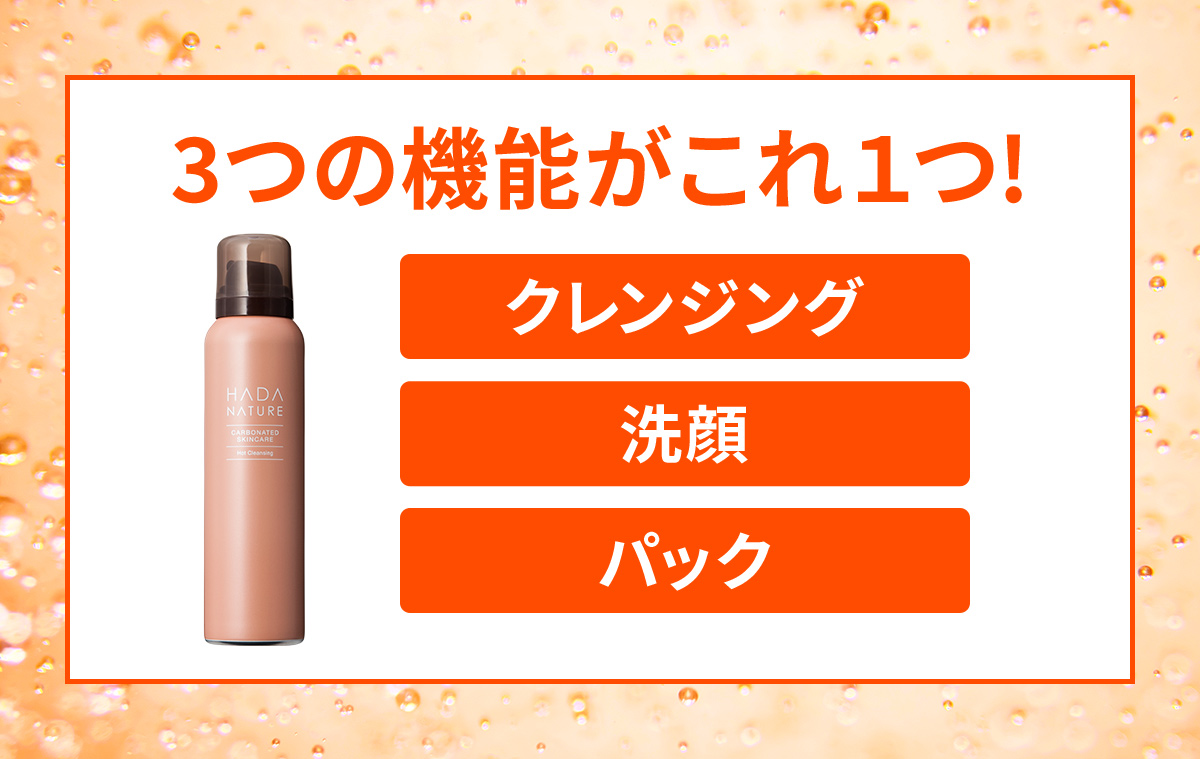 3つの機能がこれ1つ!
クレンジング
洗顔
パック
HADA
NATURE
CARBONATED
SKINCARE
Hot Cleansing